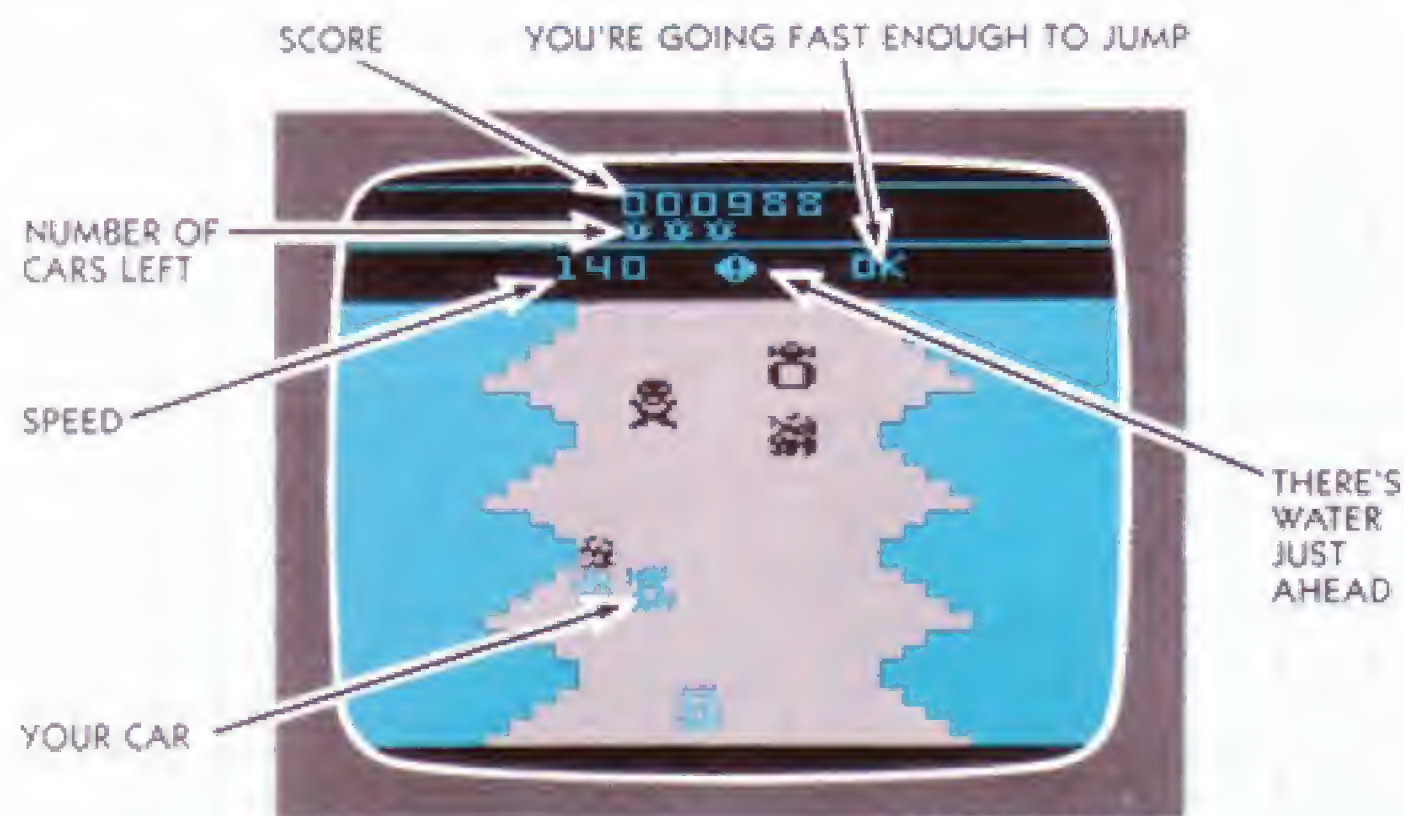 SCORE
YOU'RE GOING FAST ENOUGH TO JUMP
000988
NUMBER OF
CARS LEFT
140
OK
SPEED
THERE'S
WATER
JUST
AHEAD
YOUR CAR